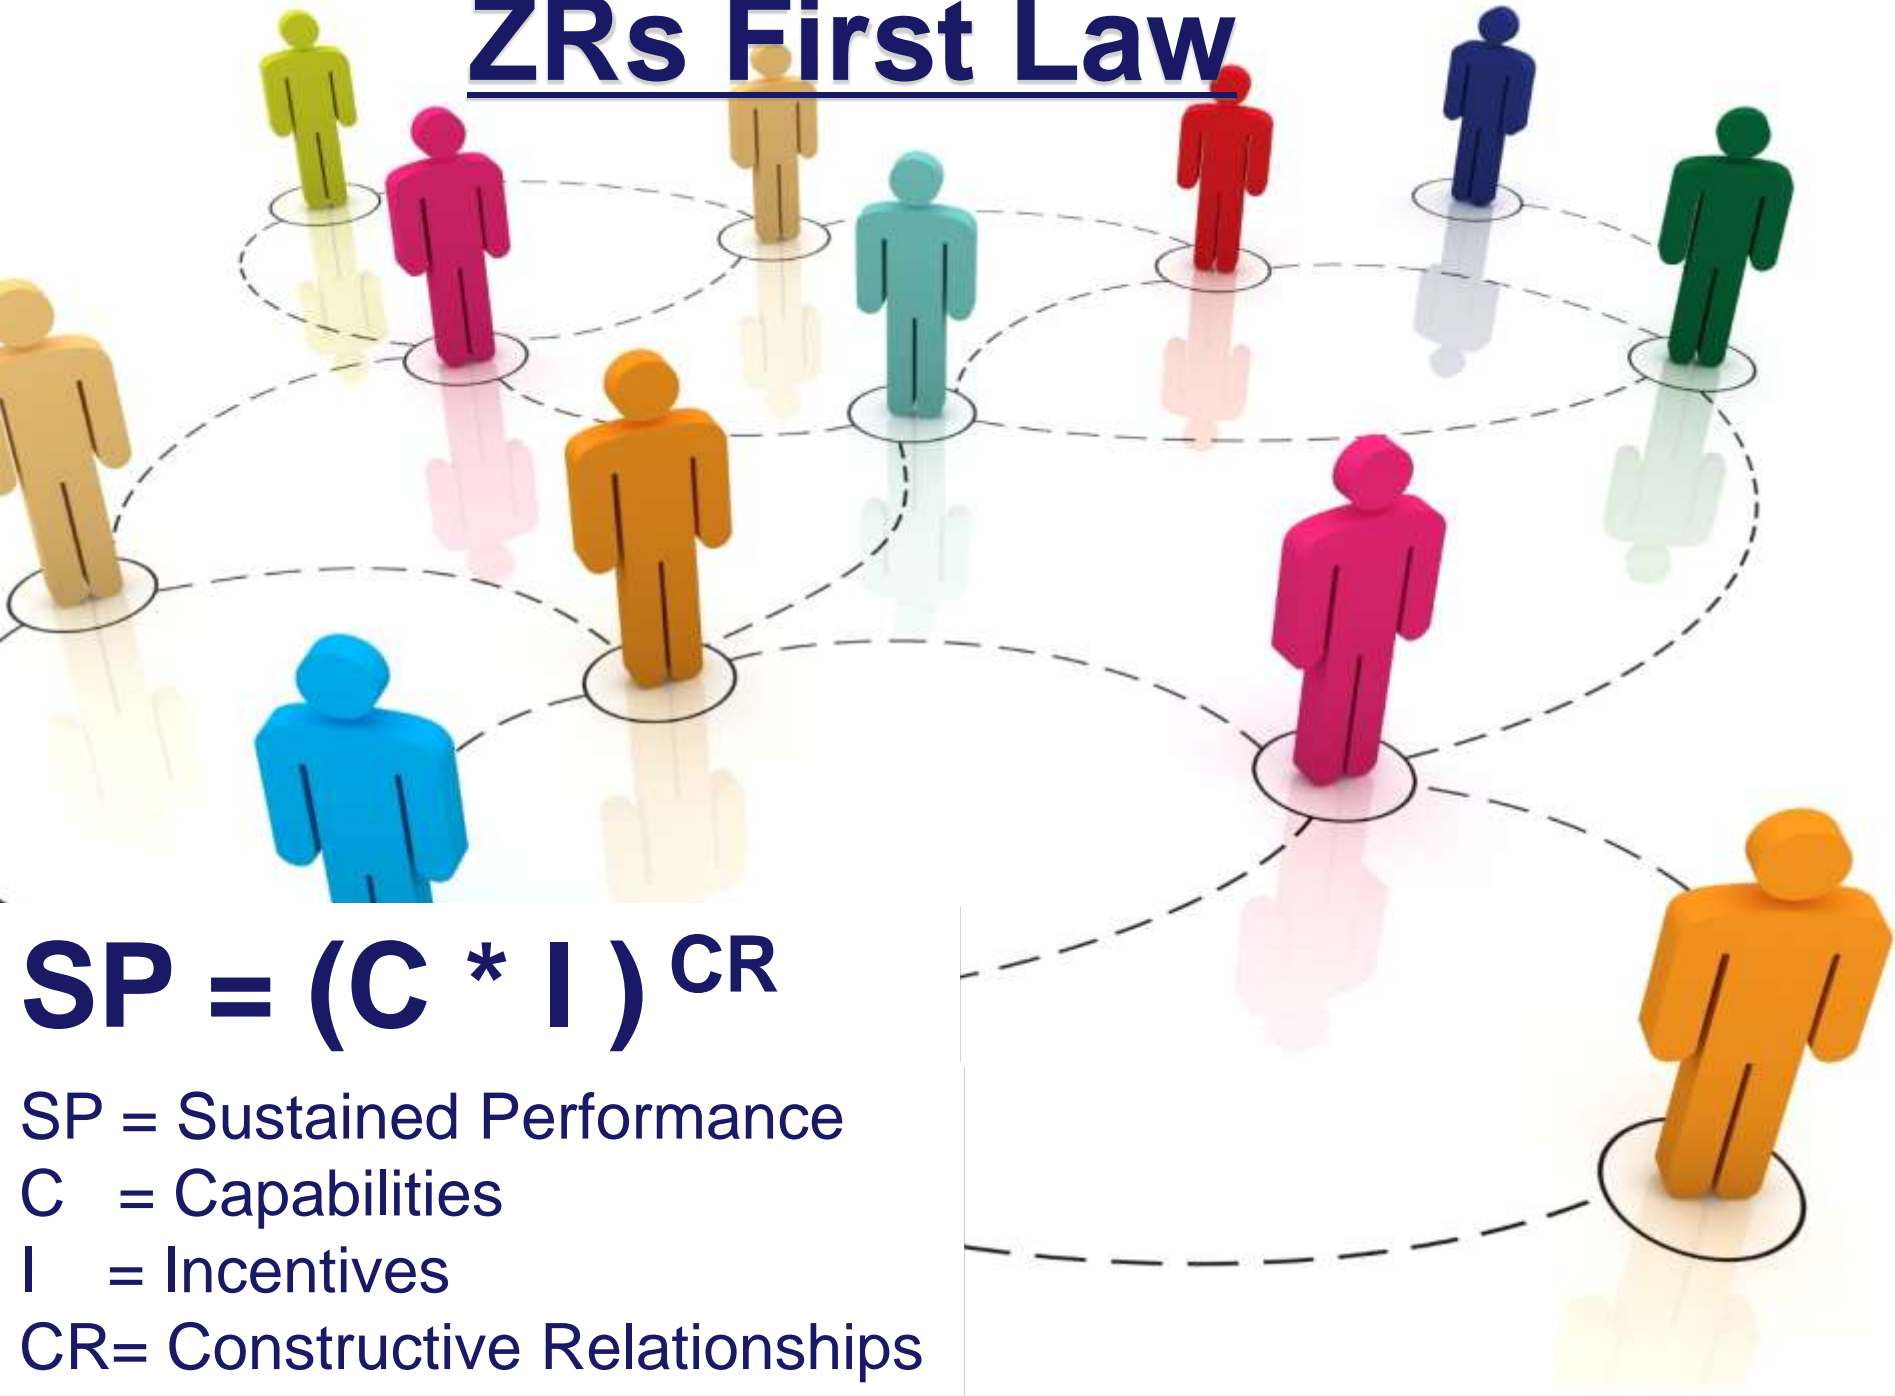 ZRs First Law
SP = (C * I ) CR
SP = Sustained Performance
C = Capabilities
I = Incentives
CR= Constructive Relationships